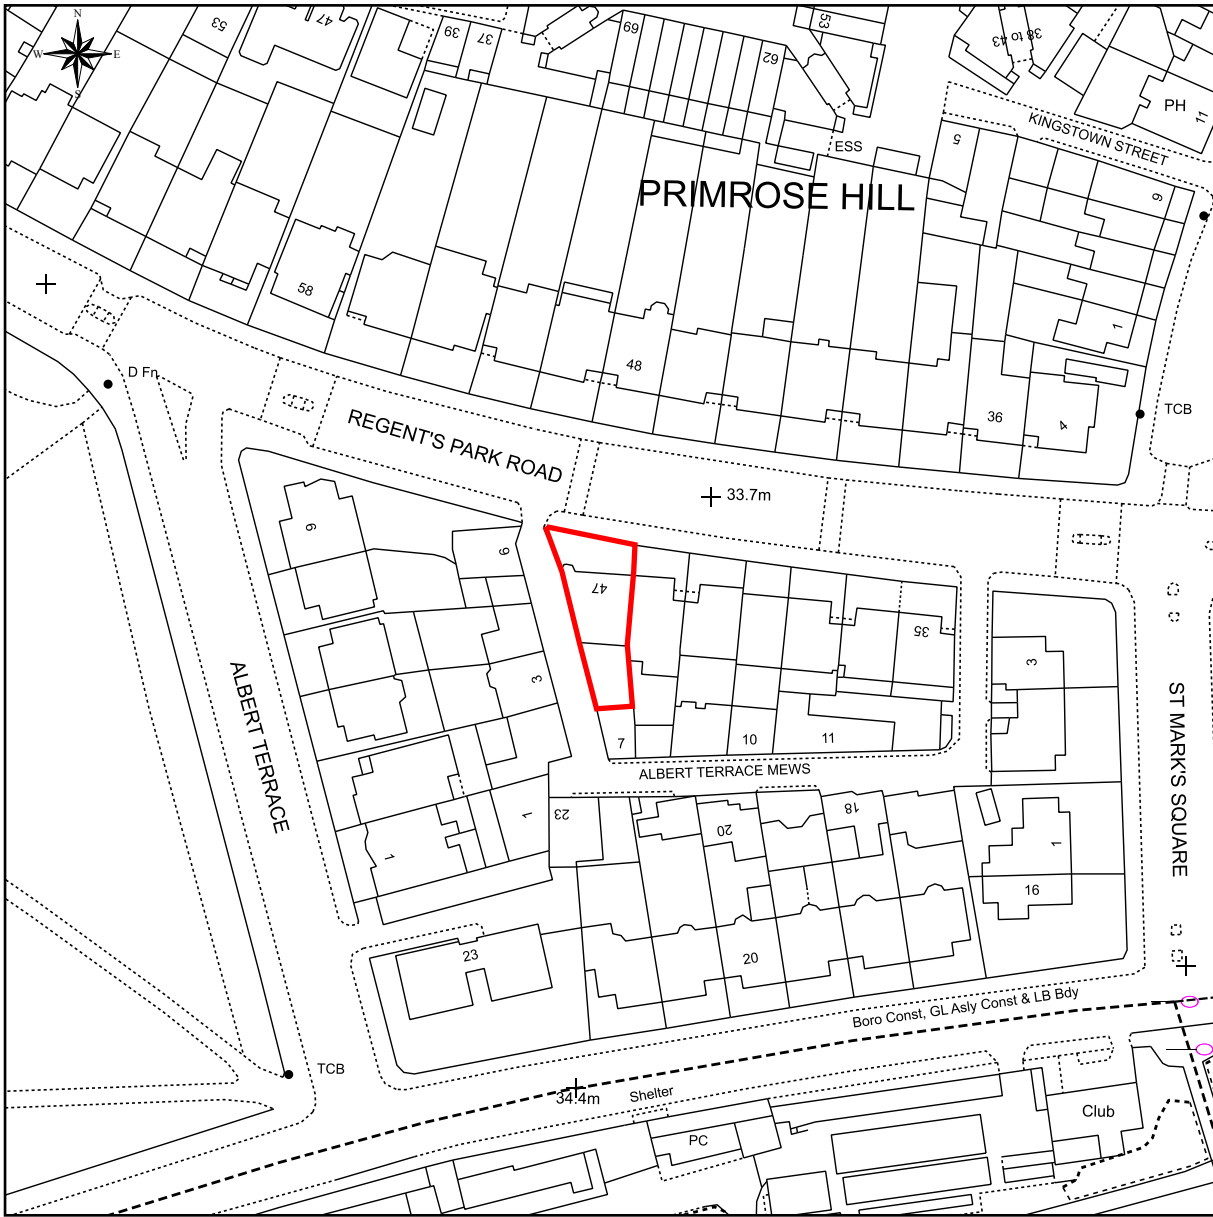 N
W
E
S
53
47
39
37
69
62
53
38 to 43
PH
11
KINGSTOWN STREET
ESS
5
PRIMROSE HILL
9
58
1
D Fn
48
36
4
TCB
REGENT'S PARK ROAD
33.7m
9
9
47
35
3
3
ALBERT TERRACE
ST MARK'S SQUARE
7
10
11
ALBERT TERRACE MEWS
1
23
20
18
1
1
16
23
20
Boro Const, GL Asly Const & LB Bdy
TCB
34.4m
Shelter
PC
Club